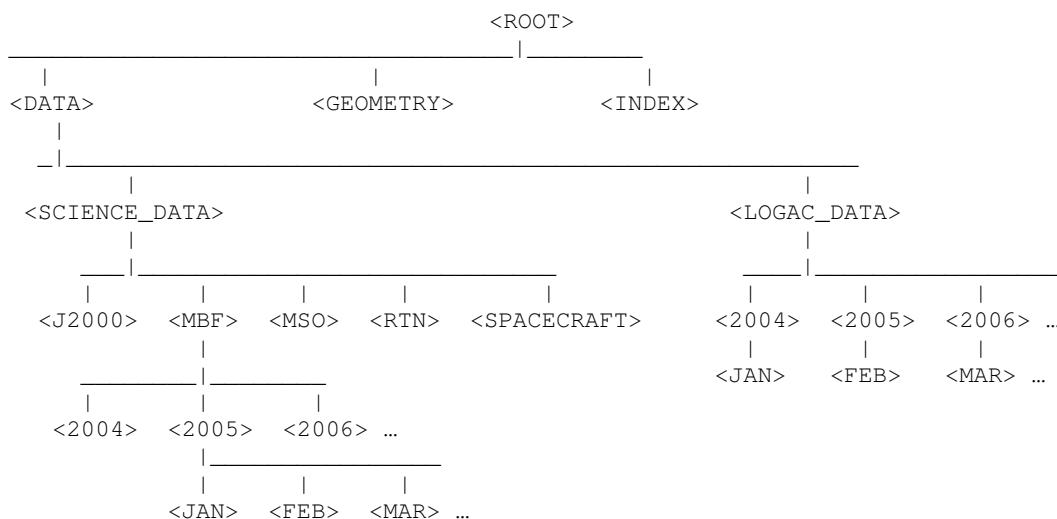 <ROOT>
<DATA> <GEOMETRY> <INDEX>
<SCIENCE_DATA> <LOGAC_DATA>
<J2000> <MBF> <MSO> <RTN> <SPACECRAFT> <2004> <2005> <2006> …
<JAN> <FEB> <MAR> …
<2004> <2005> <2006> …
<JAN> <FEB> <MAR> …